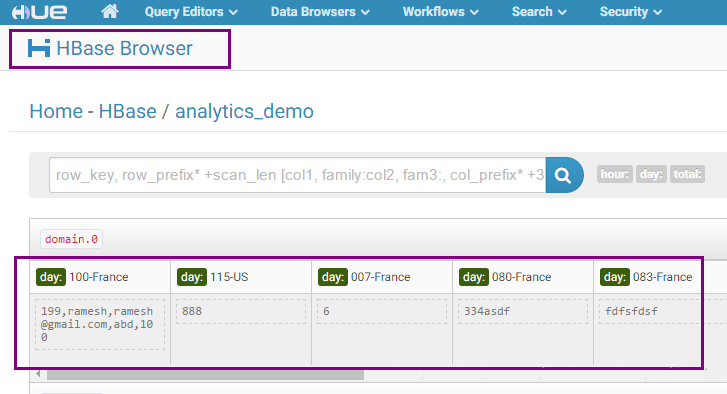 HUE Query Editors Data Browsers Workflows Search Security
HBase Browser
Home - HBase / analytics_demo
row_key, row_prefix* +scan_len [col1, family:col2, fam3:, col_prefix* +3 hour: day: total:
domain.0
day: 100-France day: 115-US day: 007-France day: 080-France day: 083-France
199,ramesh,ramesh 888 6 334asdf fdfsfdsf
@gmail.com,abd,10
0